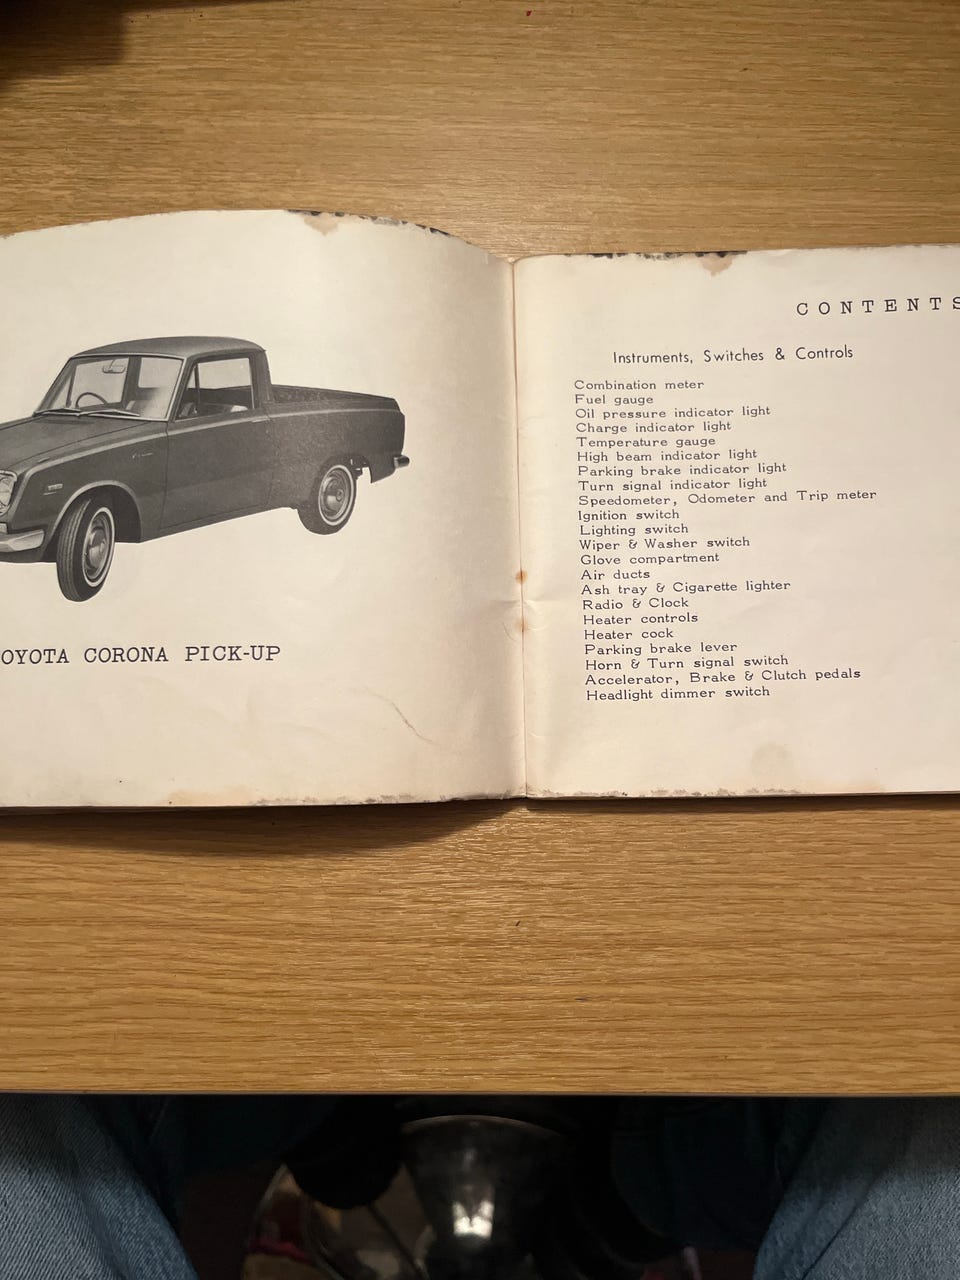 OYOTA CORONA PICK-UP
CONTENTS
Instruments, Switches & Controls
Combination meter
Fuel gauge
Oil pressure indicator light
Charge indicator light
Temperature gauge
High beam indicator light
Parking brake indicator light
Turn signal indicator light
Speedometer, Odometer and Trip meter
Ignition switch
Lighting switch
Wiper & Washer switch
Glove compartment
Air ducts
Ash tray & Cigarette lighter
Radio & Clock
Heater controls
Heater cock
Parking brake lever
Horn & Turn signal switch
Accelerator, Brake & Clutch pedals
Headlight dimmer switch